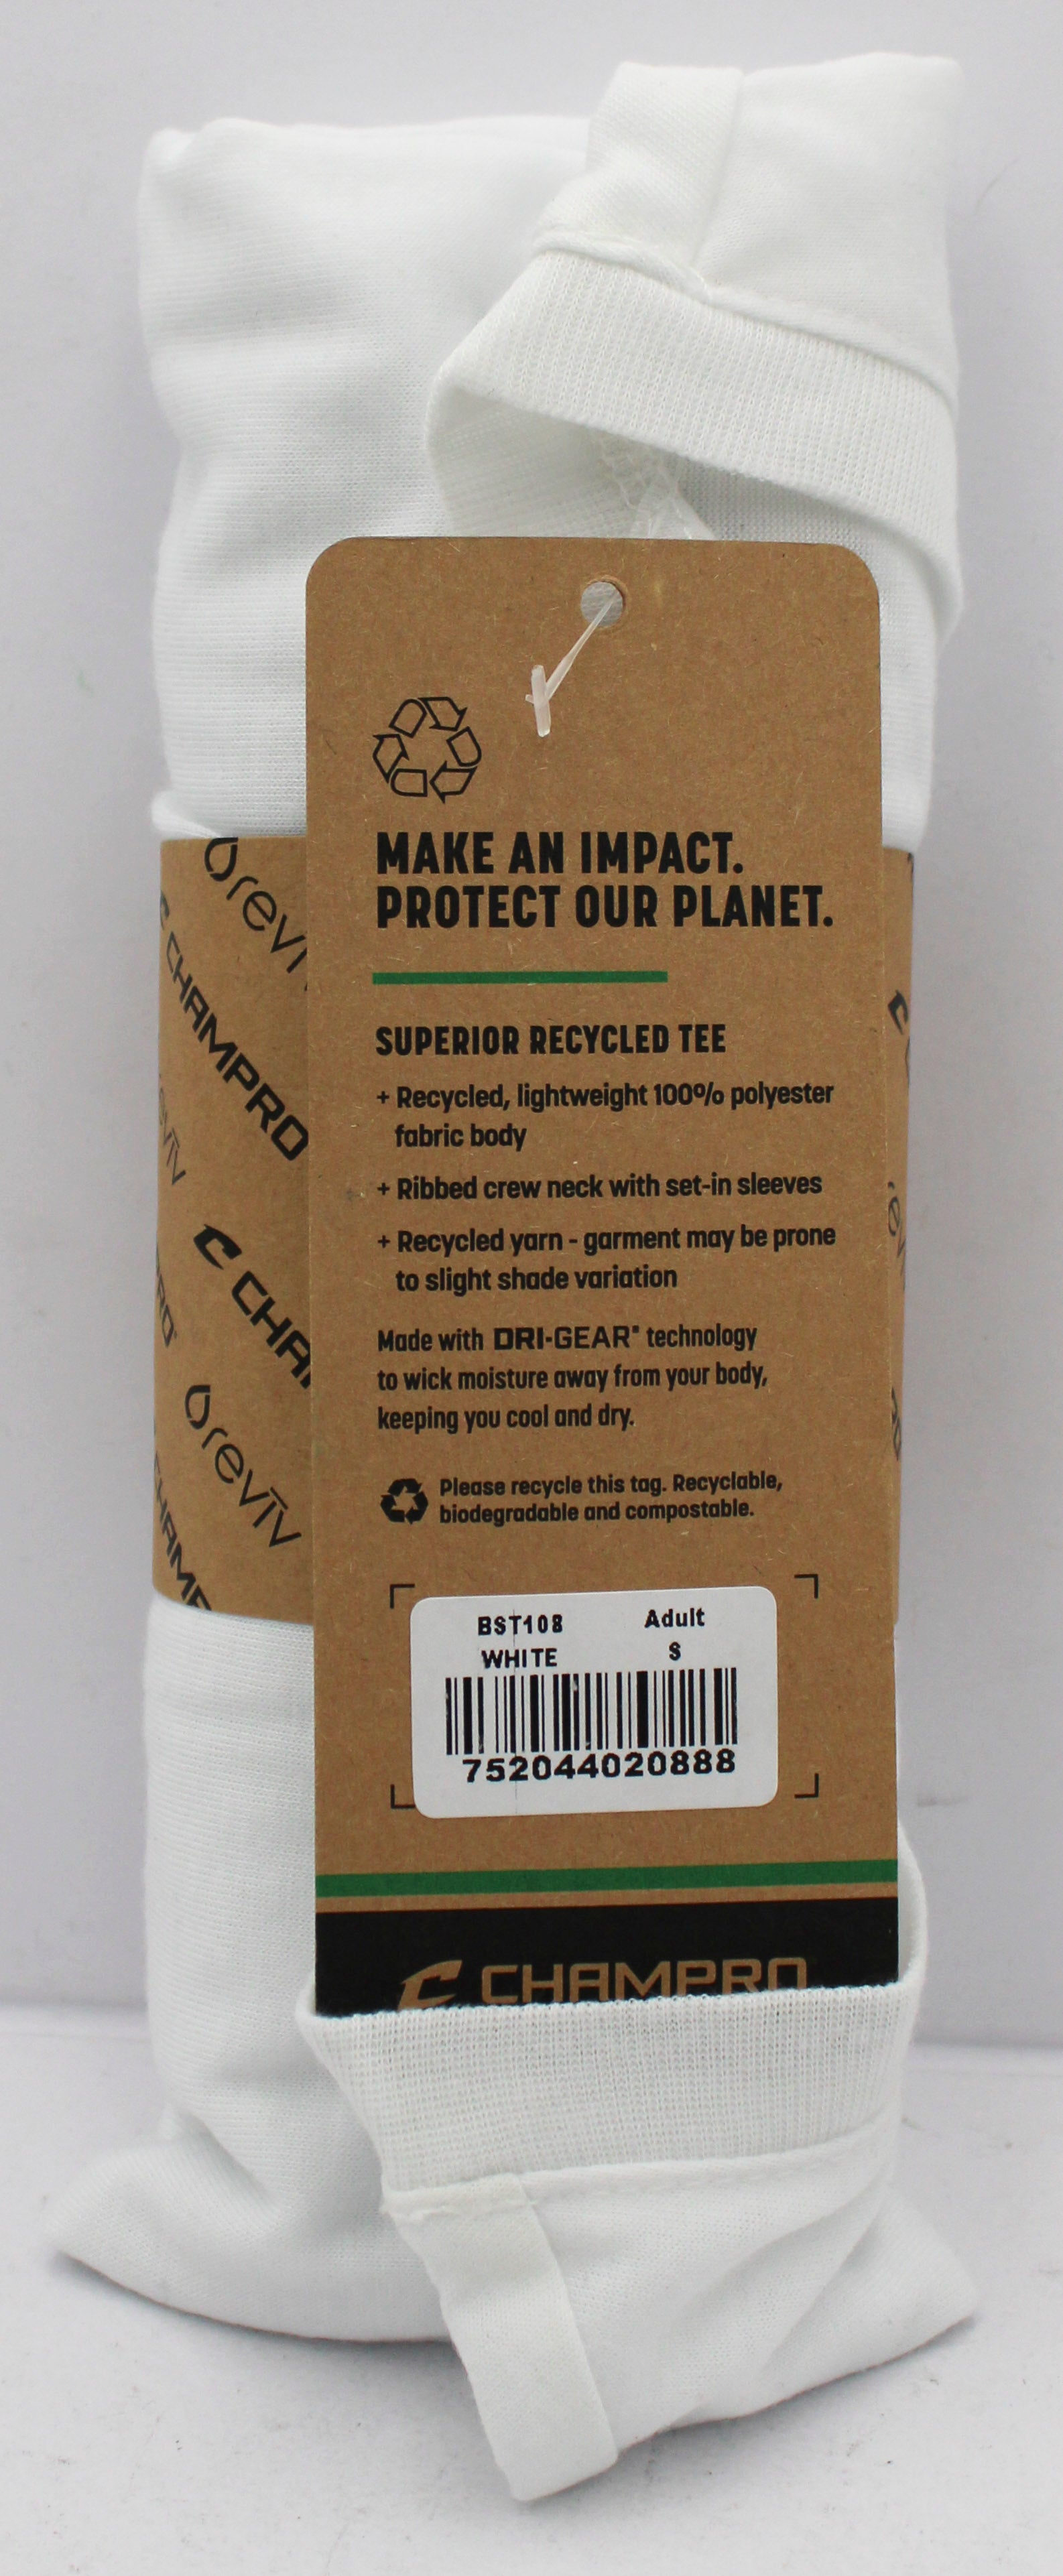 MAKE AN IMPACT.
PROTECT OUR PLANET.
SUPERIOR RECYCLED TEE
+ Recycled, lightweight 100% polyester
fabric body
+ Ribbed crew neck with set-in sleeves
+ Recycled yarn - garment may be prone
to slight shade variation
Made with DRI-GEAR® technology
to wick moisture away from your body,
keeping you cool and dry.
Please recycle this tag. Recyclable,
biodegradable and compostable.
BST108 Adult
WHITE S
752044020888
CHAMPRO
revi
CHAMPRO
CHA
revīv
CHAMP